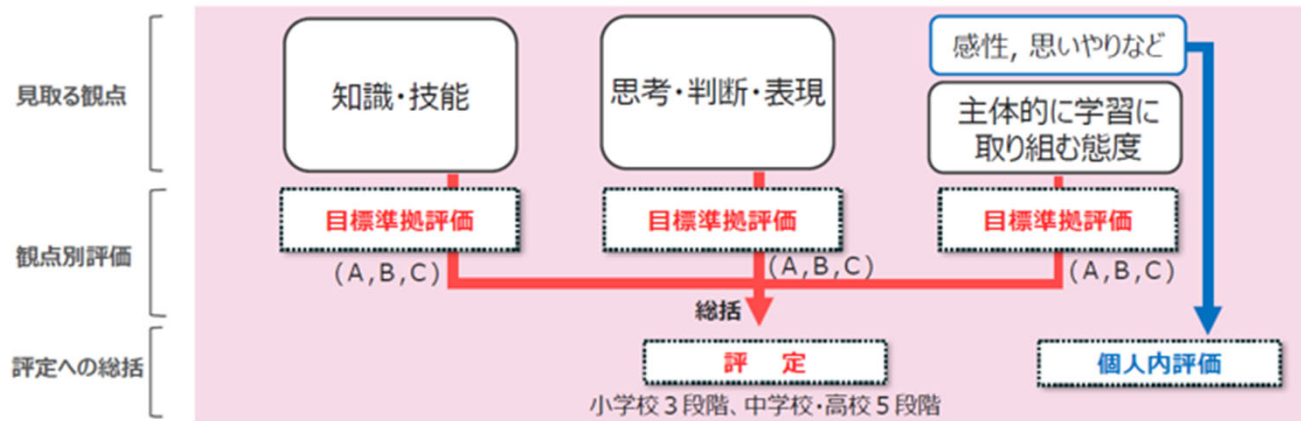 見取る観点
知識・技能
思考・判断・表現
感性, 思いやりなど
主体的に学習に
取り組む態度
観点別評価
目標準拠評価
(A,B,C)
目標準拠評価
(A,B,C)
目標準拠評価
(A,B,C)
総括
評定への総括
評 定
小学校3段階、中学校・高校5段階
個人内評価